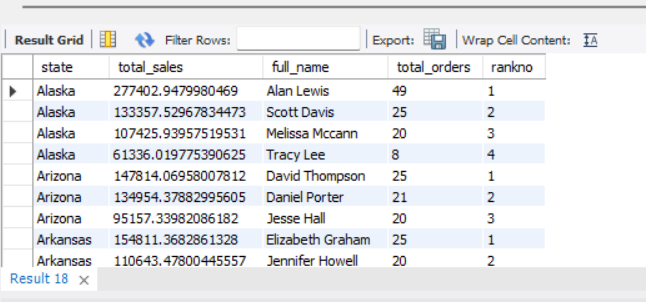 Result Grid Filter Rows: Export: Wrap Cell Content: IA
state total_sales full_name total_orders rankno
Alaska 277402.9479980469 Alan Lewis 49 1
Alaska 133357.52967834473 Scott Davis 25 2
Alaska 107425.93957519531 Melissa Mccann 20 3
Alaska 61336.019775390625 Tracy Lee 8 4
Arizona 147814.06958007812 David Thompson 25 1
Arizona 134954.37882995605 Daniel Porter 21 2
Arizona 95157.33982086182 Jesse Hall 20 3
Arkansas 154811.3682861328 Elizabeth Graham 25 1
Arkansas 110643.47800445557 Jennifer Howell 20 2
Result 18 ×